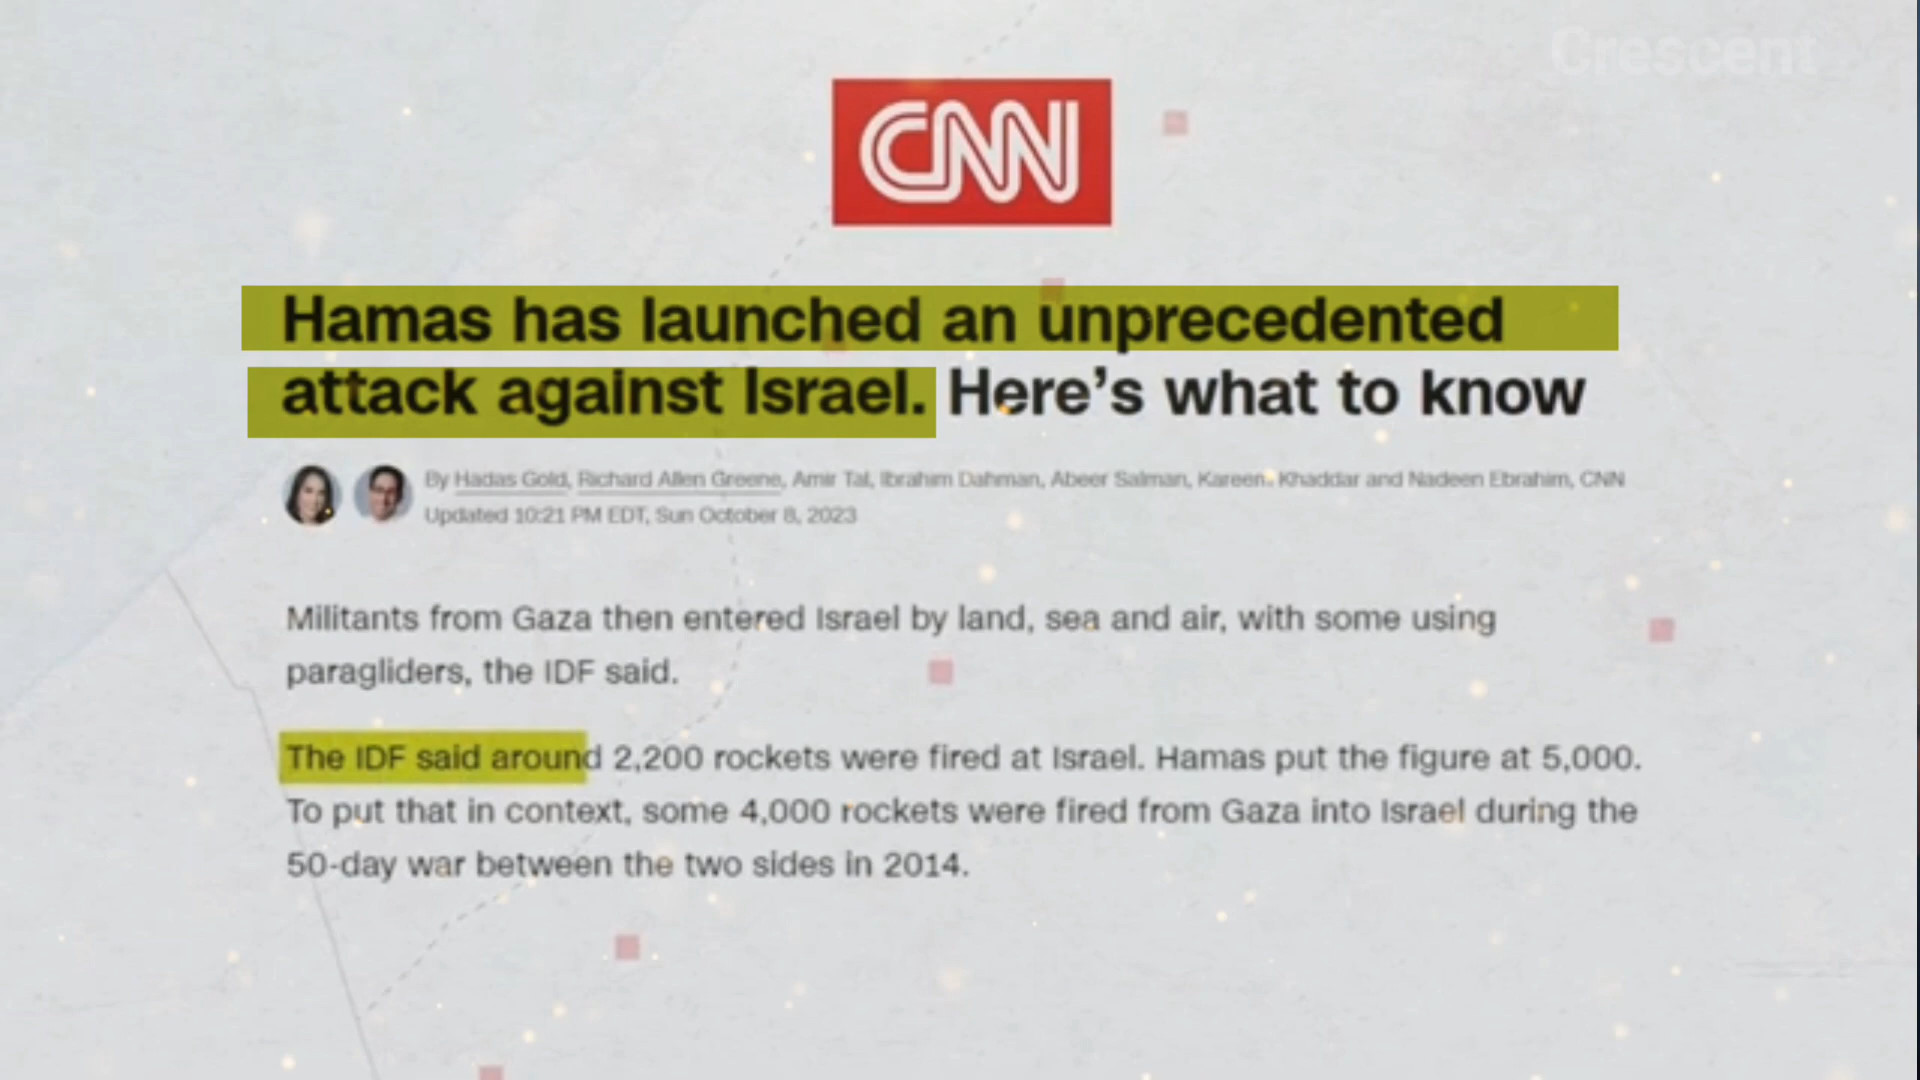 Crescent
CNN
Hamas has launched an unprecedented
attack against Israel. Here’s what to know
By Hadas Gold, Richard Allen Greene, Amir Tal, Ibrahim Dahman, Abeer Salman, Kareem Khaddar and Nadeen Ebrahim, CNN
Updated 10:21 PM EDT, Sun October 8, 2023
Militants from Gaza then entered Israel by land, sea and air, with some using
paragliders, the IDF said.
The IDF said around 2,200 rockets were fired at Israel. Hamas put the figure at 5,000.
To put that in context, some 4,000 rockets were fired from Gaza into Israel during the
50-day war between the two sides in 2014.